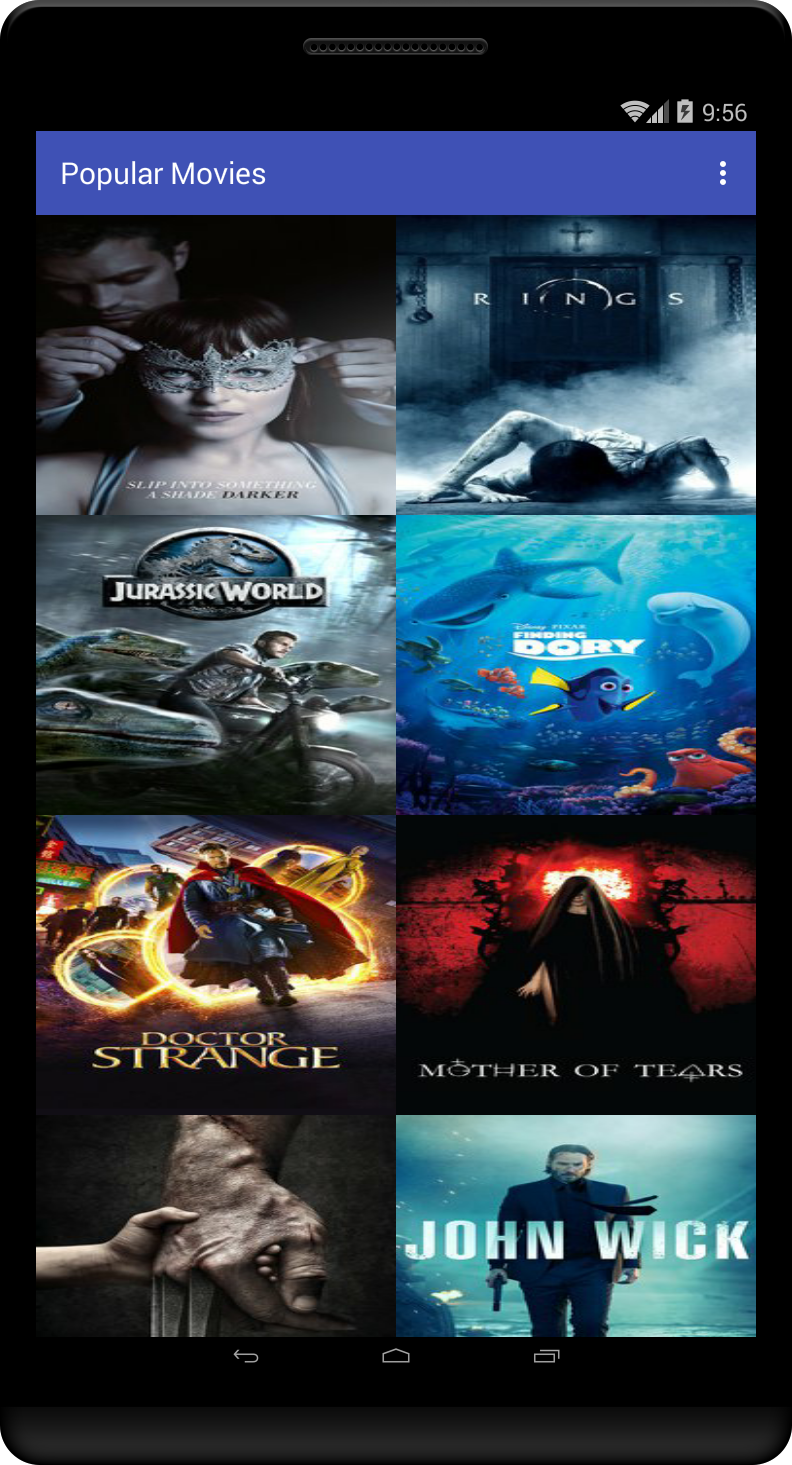 9:56
Popular Movies
SLIP INTO SOMETHING
A SHADE DARKER
RINGS
JURASSIC WORLD
Disney PIXAR
FINDING
DORY
DOCTOR
STRANGE
MOTHER OF TEARS
JOHN WICK